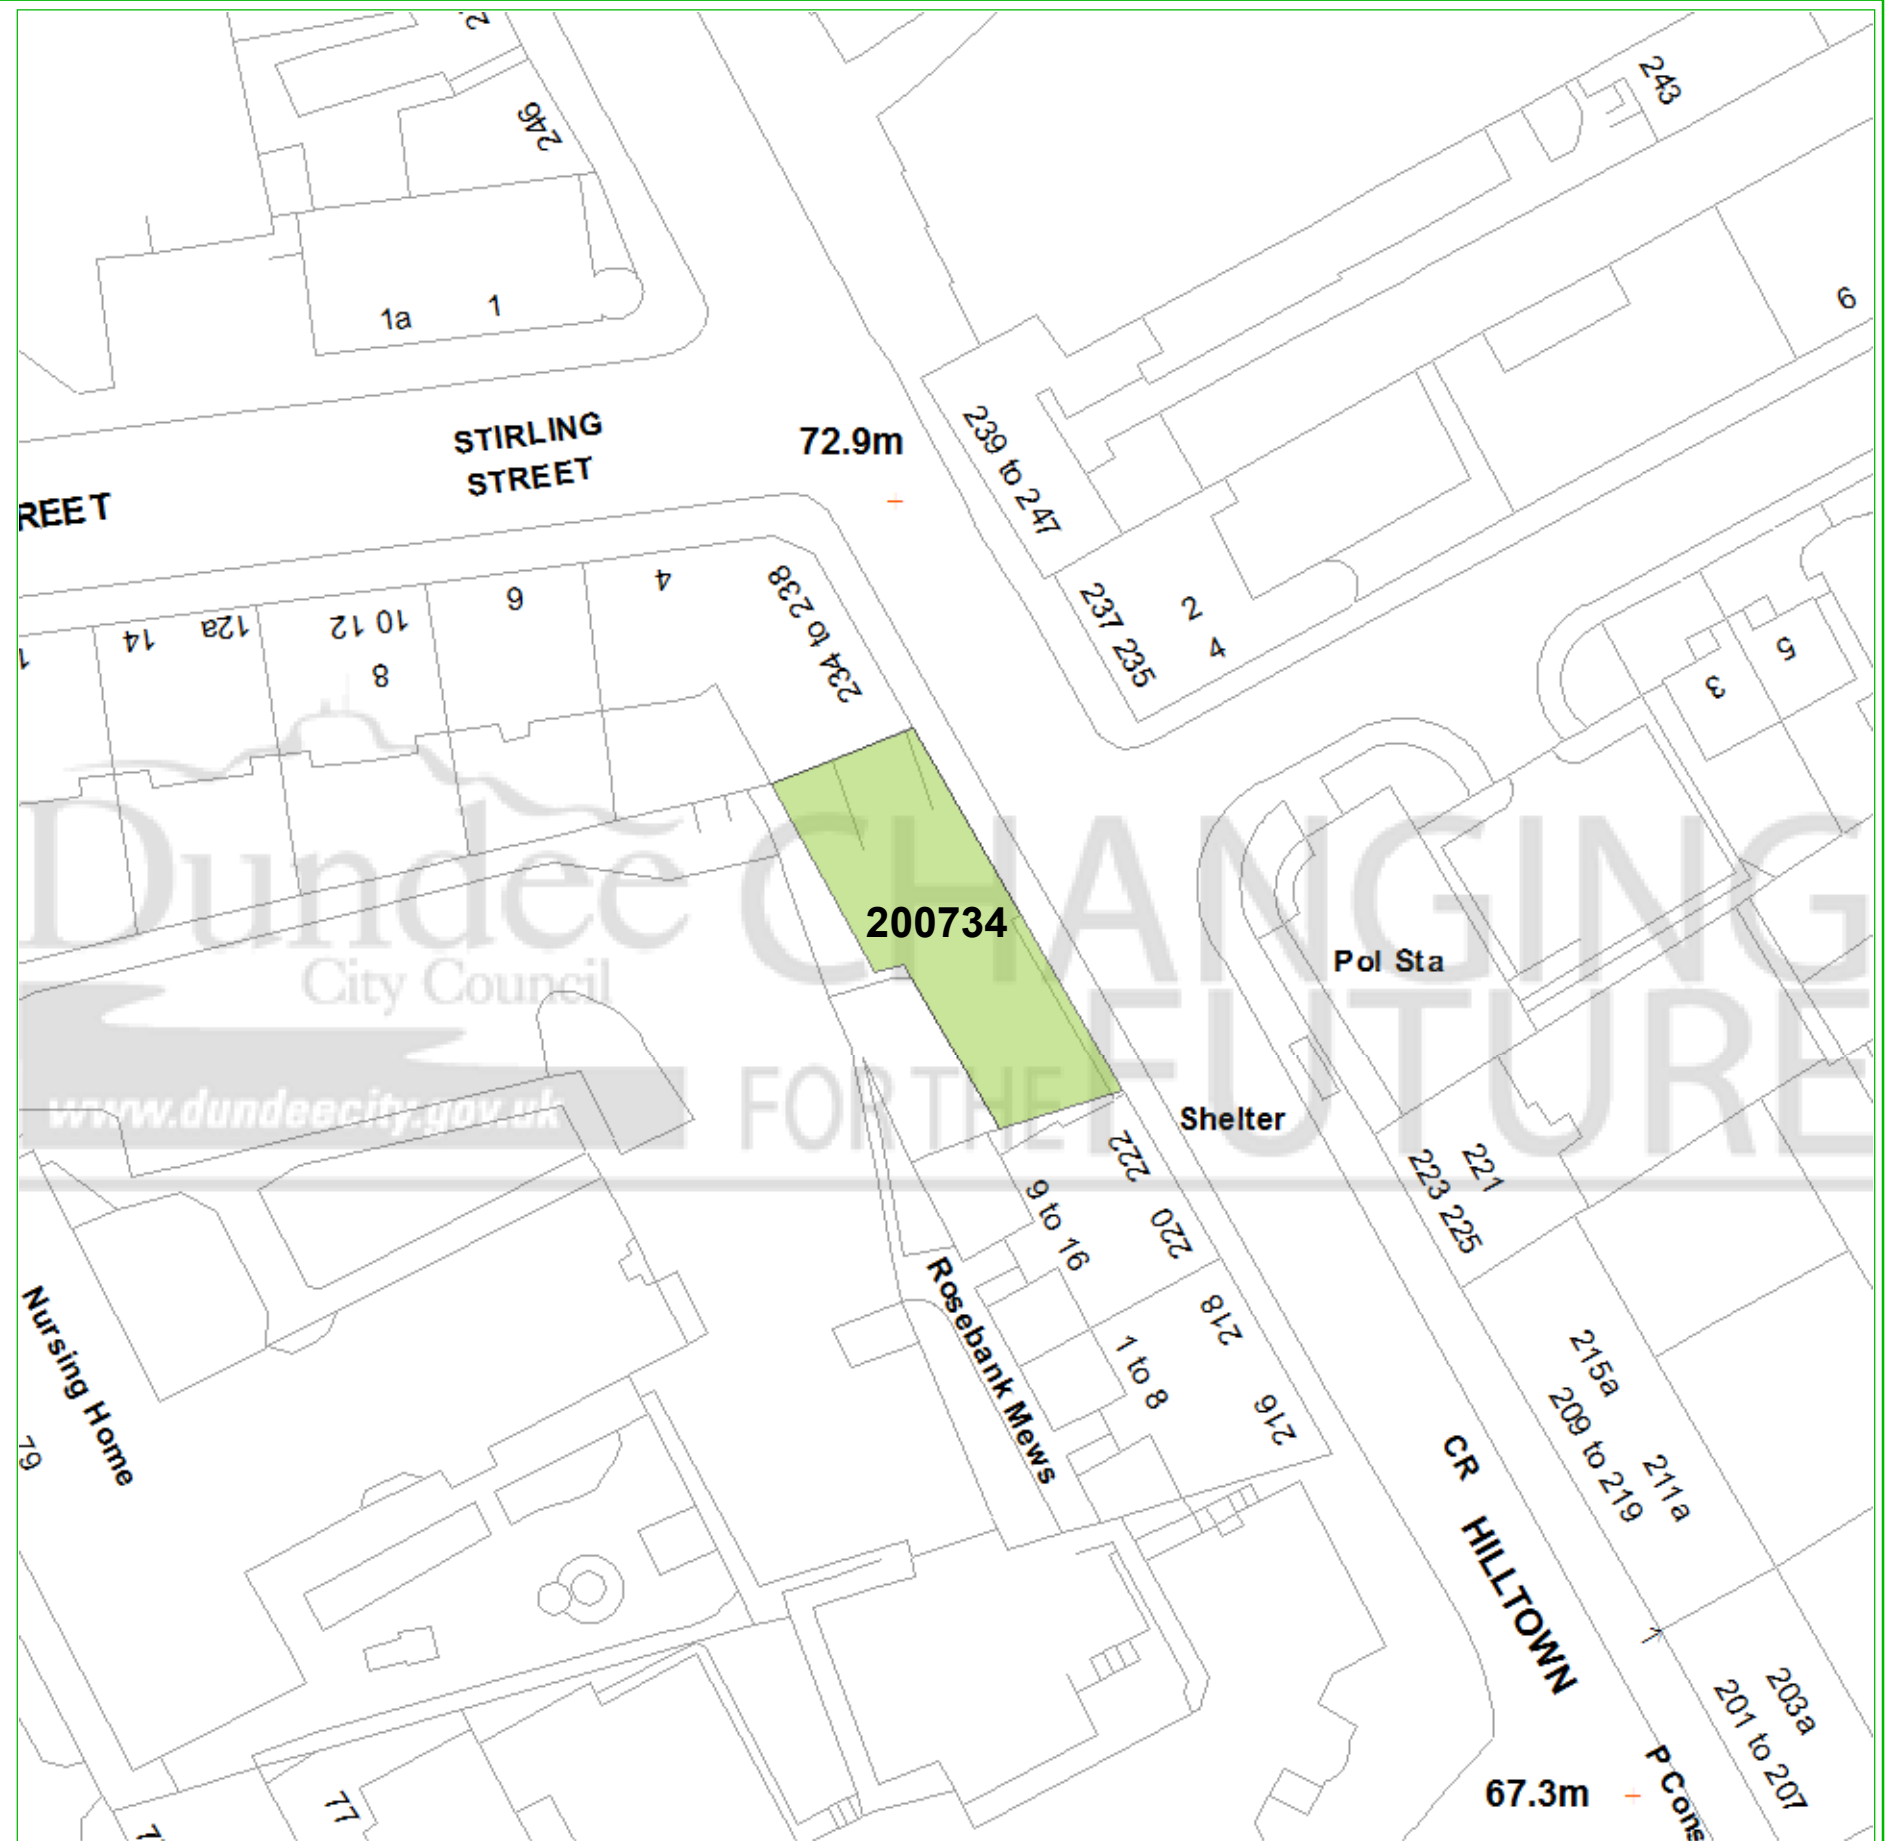 2
243
246
1a
1
6
STIRLING
STREET
72.9m
239 to 247
REET
4
6
10 12
12a
14
1
8
234 to 238
237 235
2
4
5
3
Dundee
City Council
www.dundeecity.gov.uk
CHANGING
FOR THE FUTURE
200734
Pol Sta
Shelter
222
220
9 to 16
218
216
1 to 8
Rosebank Mews
221
223 225
215a
209 to 219
211a
Nursing Home
79
CR
HILLTOWN
203a
201 to 207
67.3m
P Cons
77
7